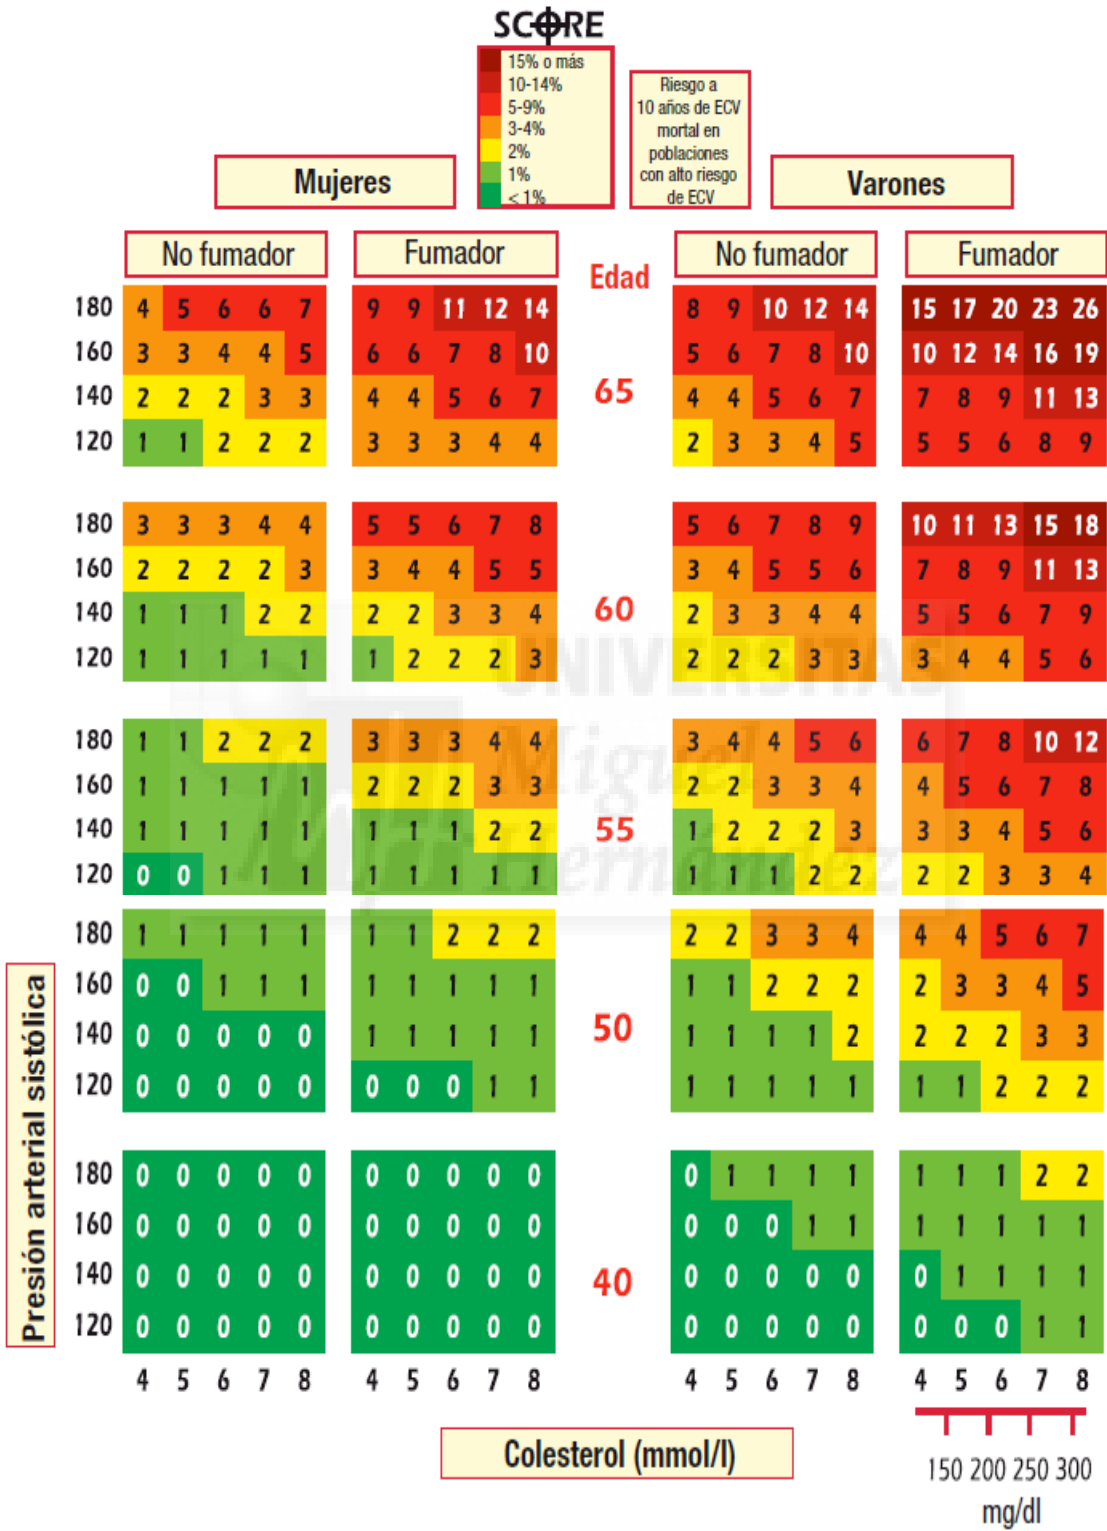 SCORE
15% o más
10-14%
5-9%
3-4%
2%
1%
< 1%
Riesgo a
10 años de ECV
mortal en
poblaciones
con alto riesgo
de ECV
Mujeres
Varones
No fumador
Fumador
Edad
No fumador
Fumador
180 4 5 6 6 7 9 9 11 12 14 8 9 10 12 14 15 17 20 23 26
160 3 3 4 4 5 6 6 7 8 10 5 6 7 8 10 10 12 14 16 19
65
140 2 2 2 3 3 4 4 5 6 7 4 4 5 6 7 7 8 9 11 13
120 1 1 2 2 2 3 3 3 4 4 2 3 3 4 5 5 5 6 8 9
180 3 3 3 4 4 5 5 6 7 8 5 6 7 8 9 10 11 13 15 18
160 2 2 2 2 3 3 4 4 5 5 3 4 5 5 6 7 8 9 11 13
60
140 1 1 1 2 2 2 2 3 3 4 2 3 3 4 4 5 5 6 7 9
120 1 1 1 1 1 1 2 2 2 3 2 2 2 3 3 3 4 4 5 6
UNIVERSITAS
Miguel
Hernández
180 1 1 2 2 2 3 3 3 4 4 3 4 4 5 6 6 7 8 10 12
160 1 1 1 1 1 2 2 2 3 3 2 2 3 3 4 4 5 6 7 8
55
140 1 1 1 1 1 1 1 1 2 2 1 2 2 2 3 3 3 4 5 6
120 0 0 1 1 1 1 1 1 1 1 1 1 1 2 2 2 2 3 3 4
180 1 1 1 1 1 1 1 2 2 2 2 2 3 3 4 4 4 5 6 7
160 0 0 1 1 1 1 1 1 1 1 1 1 2 2 2 2 3 3 4 5
50
140 0 0 0 0 0 1 1 1 1 1 1 1 1 1 2 2 2 2 3 3
120 0 0 0 0 0 0 0 0 1 1 1 1 1 1 1 1 1 2 2 2
180 0 0 0 0 0 0 0 0 0 0 0 1 1 1 1 1 1 1 2 2
160 0 0 0 0 0 0 0 0 0 0 0 0 0 1 1 1 1 1 1 1
40
140 0 0 0 0 0 0 0 0 0 0 0 0 0 0 0 0 1 1 1 1
120 0 0 0 0 0 0 0 0 0 0 0 0 0 0 0 0 0 0 1 1
4 5 6 7 8 4 5 6 7 8 4 5 6 7 8 4 5 6 7 8
Presión arterial sistólica
Colesterol (mmol/l)
150 200 250 300
mg/dl